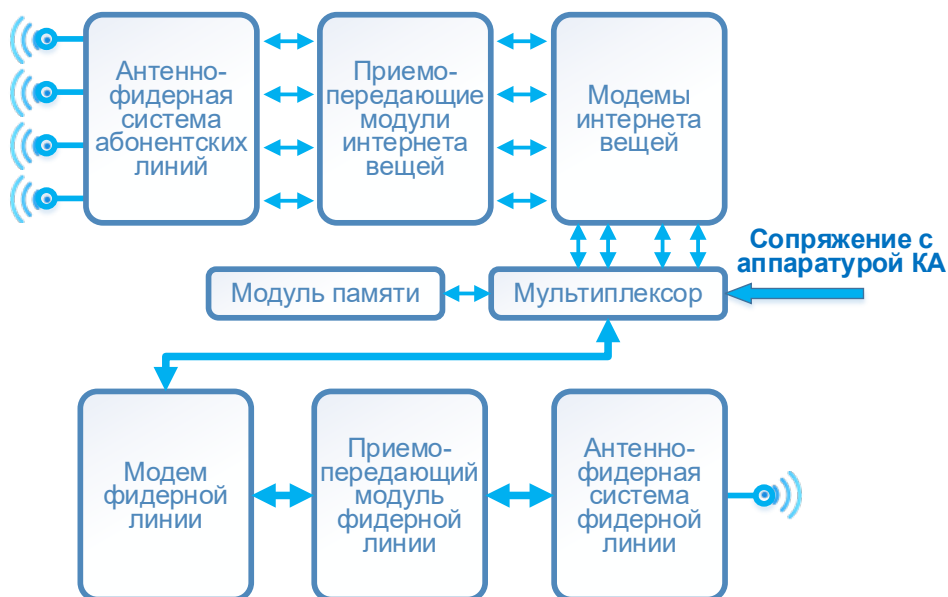 Антенно-
фидерная
система
абонентских
линий
Приемо-
передающие
модули
интернета
вещей
Модемы
интернета
вещей
Сопряжение с
аппаратурой КА
Модуль памяти
Мультиплексор
Модем
фидерной
линии
Приемо-
передающий
модуль
фидерной
линии
Антенно-
фидерная
система
фидерной
линии